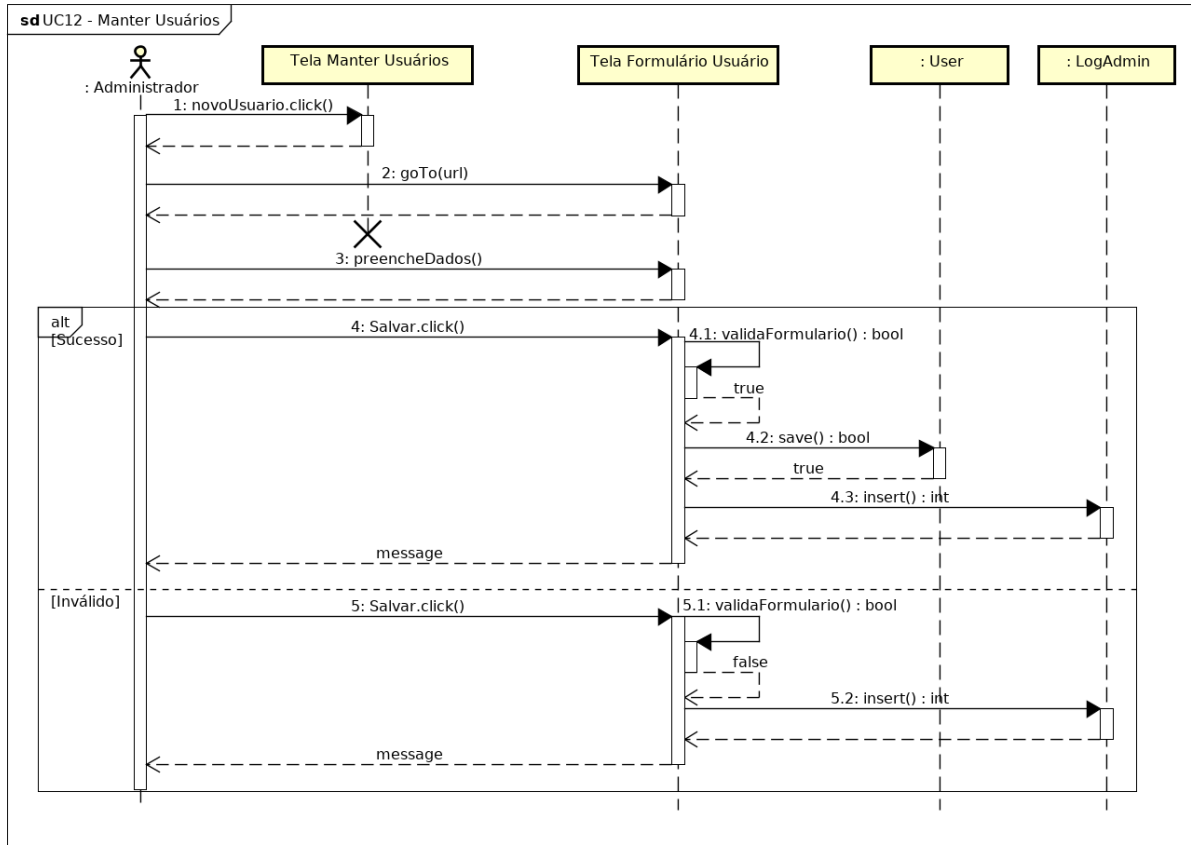 sd UC12 - Manter Usuários
Tela Manter Usuários
Tela Formulário Usuário
: User
: LogAdmin
: Administrador
1: novoUsuario.click()
2: goTo(url)
3: preencheDados()
alt
[Sucesso]
4: Salvar.click()
4.1: validaFormulario() : bool
true
4.2: save() : bool
true
4.3: insert() : int
message
[Inválido]
5: Salvar.click()
5.1: validaFormulario() : bool
false
5.2: insert() : int
message